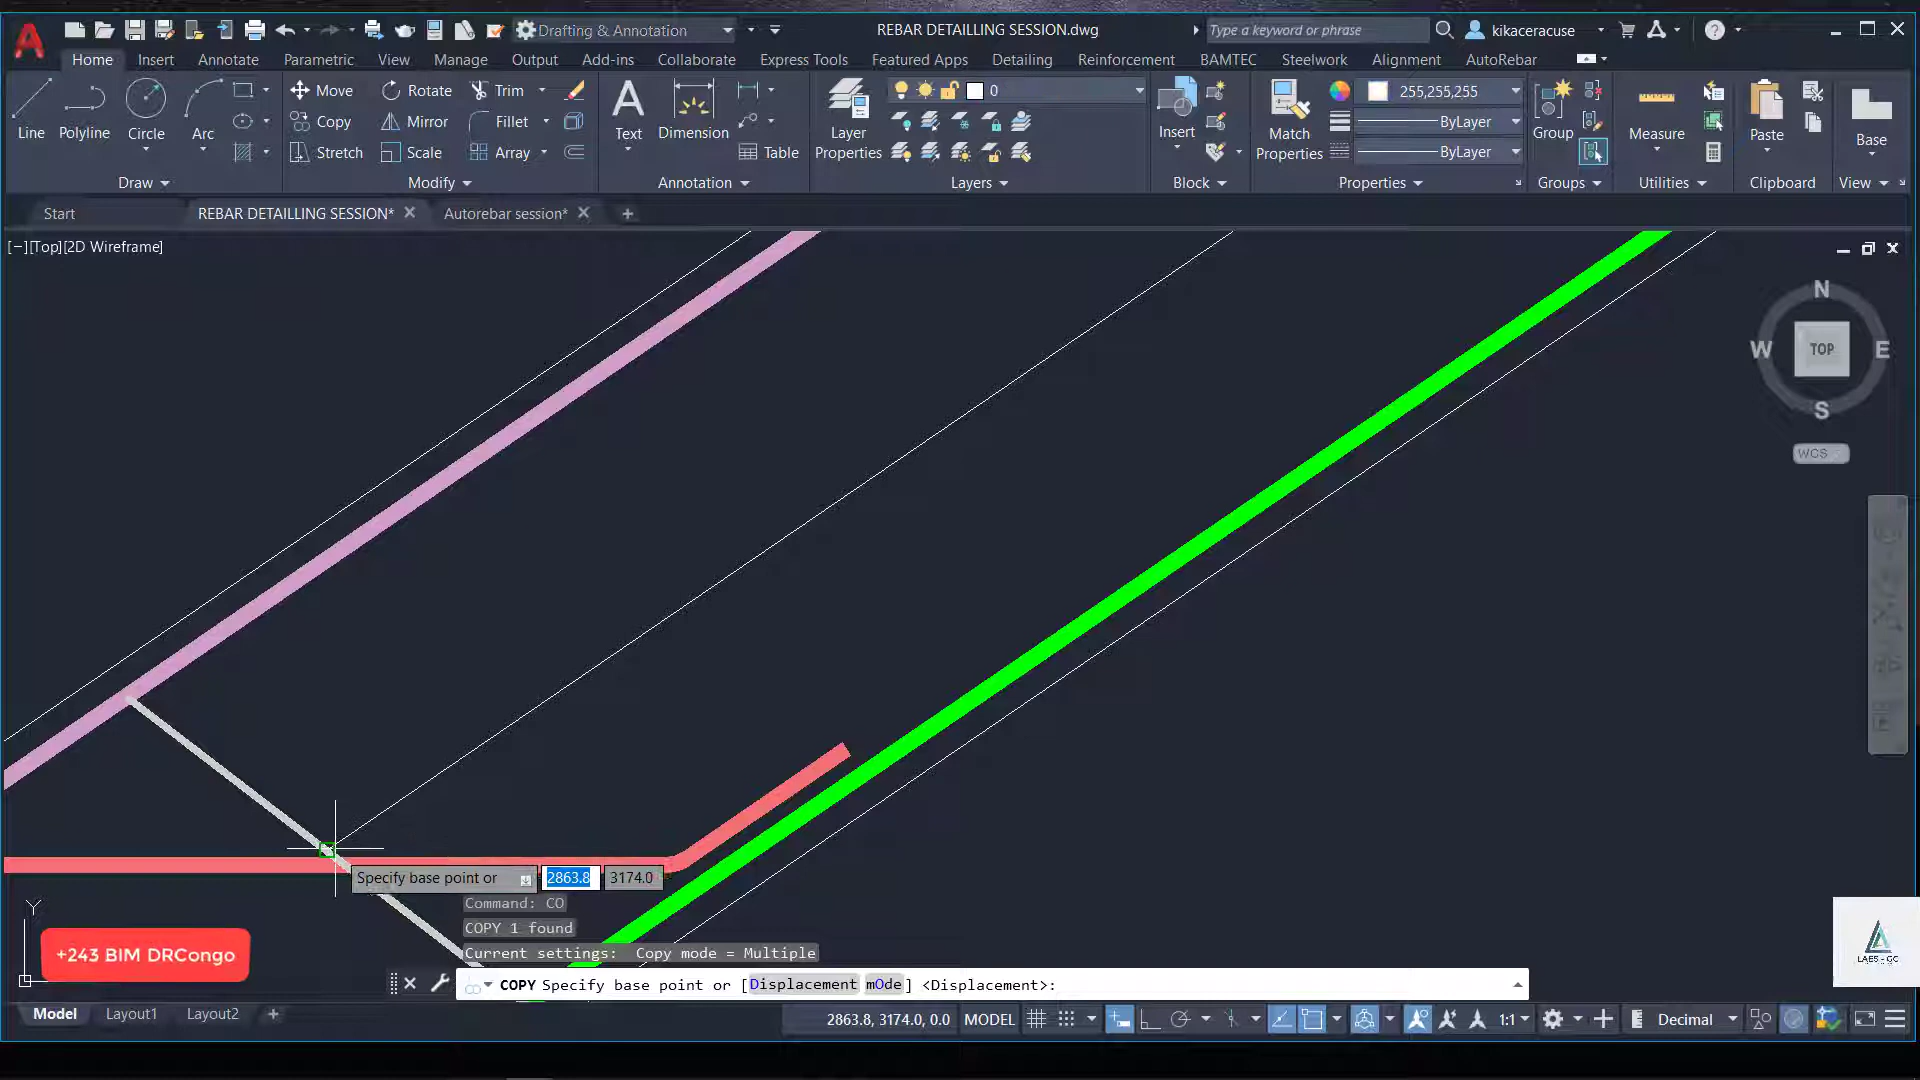 Drafting & Annotation
REBAR DETAILLING SESSION.dwg
Type a keyword or phrase
kikaceracuse
Home
Insert
Annotate
Parametric
View
Manage
Output
Add-ins
Collaborate
Express Tools
Featured Apps
Detailing
Reinforcement
BAMTEC
Steelwork
Alignment
AutoRebar
Line
Polyline
Circle
Arc
Move
Copy
Stretch
Rotate
Mirror
Scale
Trim
Fillet
Array
Text
Dimension
Table
Layer
Properties
0
Insert
Match
Properties
255,255,255
ByLayer
ByLayer
Group
Measure
Paste
Base
Draw
Modify
Annotation
Layers
Block
Properties
Groups
Utilities
Clipboard
View
Start
REBAR DETAILLING SESSION*
Autorebar session*
[−][Top][2D Wireframe]
N
W
TOP
E
S
WCS
Specify base point or
2863.8
3174.0
Command: CO
COPY 1 found
Current settings:  Copy mode = Multiple
COPY Specify base point or [Displacement mOde] <Displacement>:
Y
+243 BIM DRCongo
LAES - GC
Model
Layout1
Layout2
2863.8, 3174.0, 0.0
MODEL
1:1
Decimal